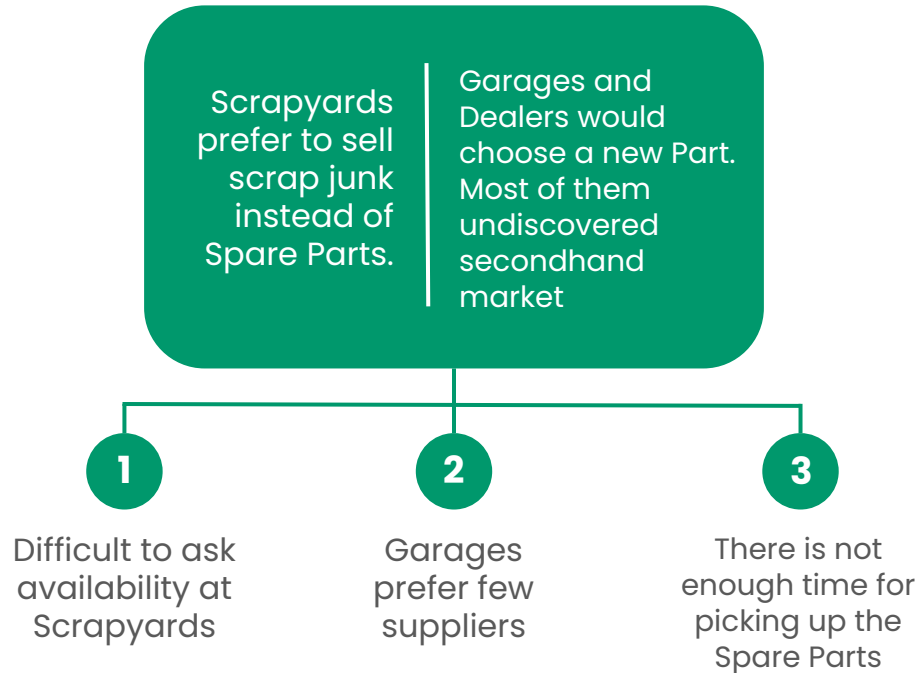 Scrapyards
prefer to sell
scrap junk
instead of
Spare Parts.
Garages and
Dealers would
choose a new Part.
Most of them
undiscovered
secondhand
market
1
Difficult to ask
availability at
Scrapyards
2
Garages
prefer few
suppliers
3
There is not
enough time for
picking up the
Spare Parts